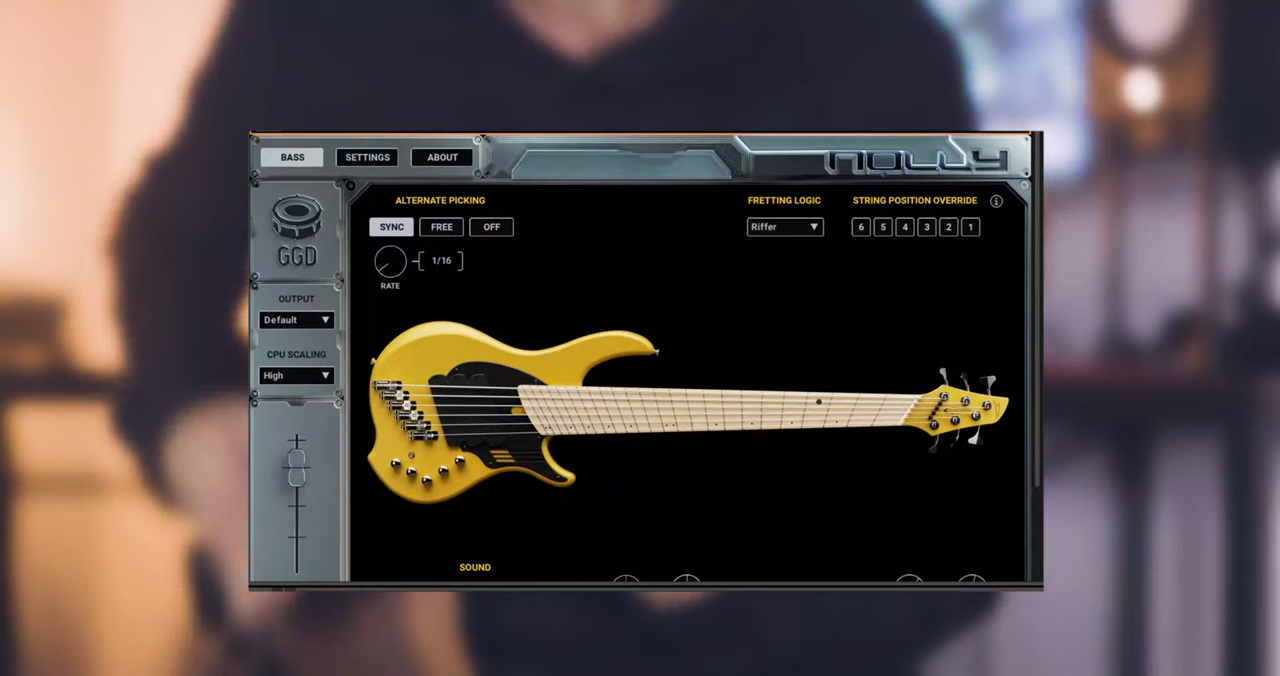 BASS SETTINGS ABOUT NOLLY
ALTERNATE PICKING FRETTING LOGIC STRING POSITION OVERRIDE i
SYNC FREE OFF Riffer 6 5 4 3 2 1
GGD
1/16
RATE
OUTPUT
Default
CPU SCALING
High
SOUND